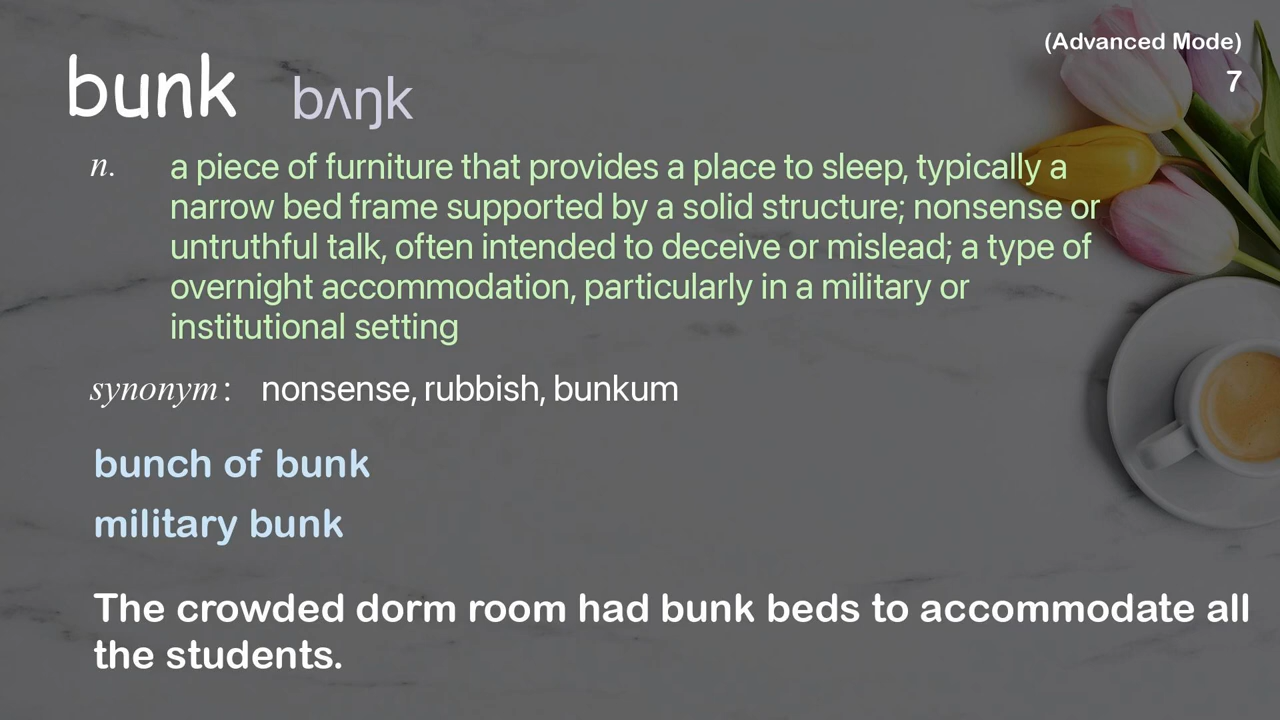 (Advanced Mode)
7
bunk bʌŋk
n. a piece of furniture that provides a place to sleep, typically a
narrow bed frame supported by a solid structure; nonsense or
untruthful talk, often intended to deceive or mislead; a type of
overnight accommodation, particularly in a military or
institutional setting
synonym: nonsense, rubbish, bunkum
bunch of bunk
military bunk
The crowded dorm room had bunk beds to accommodate all
the students.